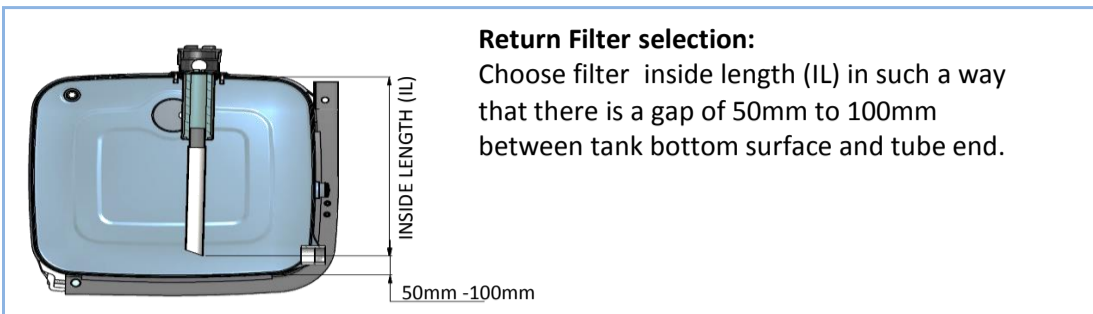 Return Filter selection:
Choose filter inside length (IL) in such a way
that there is a gap of 50mm to 100mm
between tank bottom surface and tube end.
INSIDE LENGTH (IL)
50mm -100mm